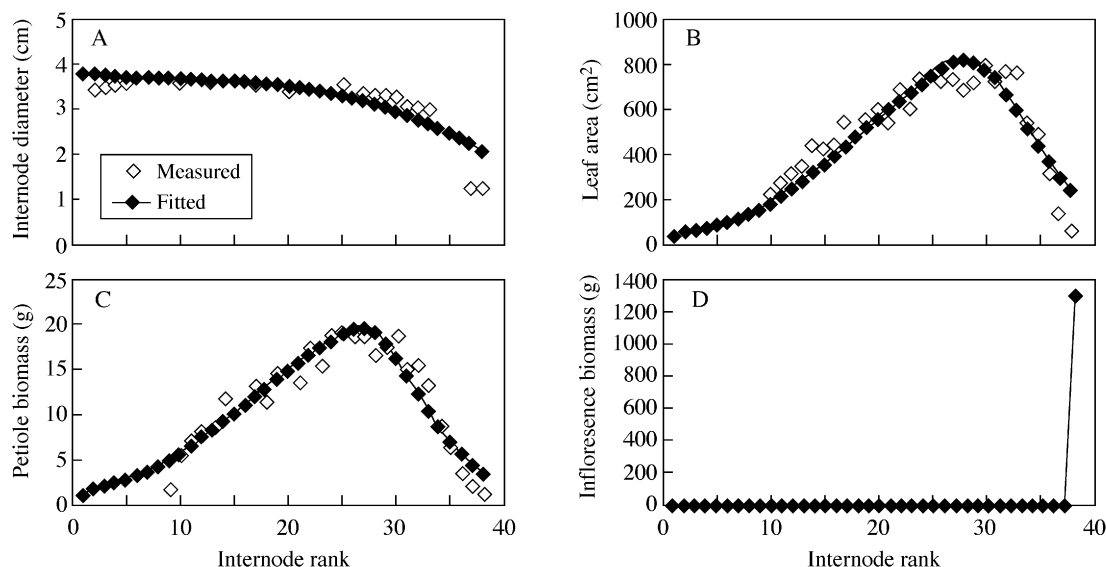 5
4
3
2
1
0
A
Internode diameter (cm)
Measured
Fitted
1000
800
600
400
200
0
B
Leaf area (cm2)
25
20
15
10
5
0
C
Petiole biomass (g)
0 10 20 30 40
Internode rank
1400
1200
1000
800
600
400
200
0
D
Infloresence biomass (g)
0 10 20 30 40
Internode rank